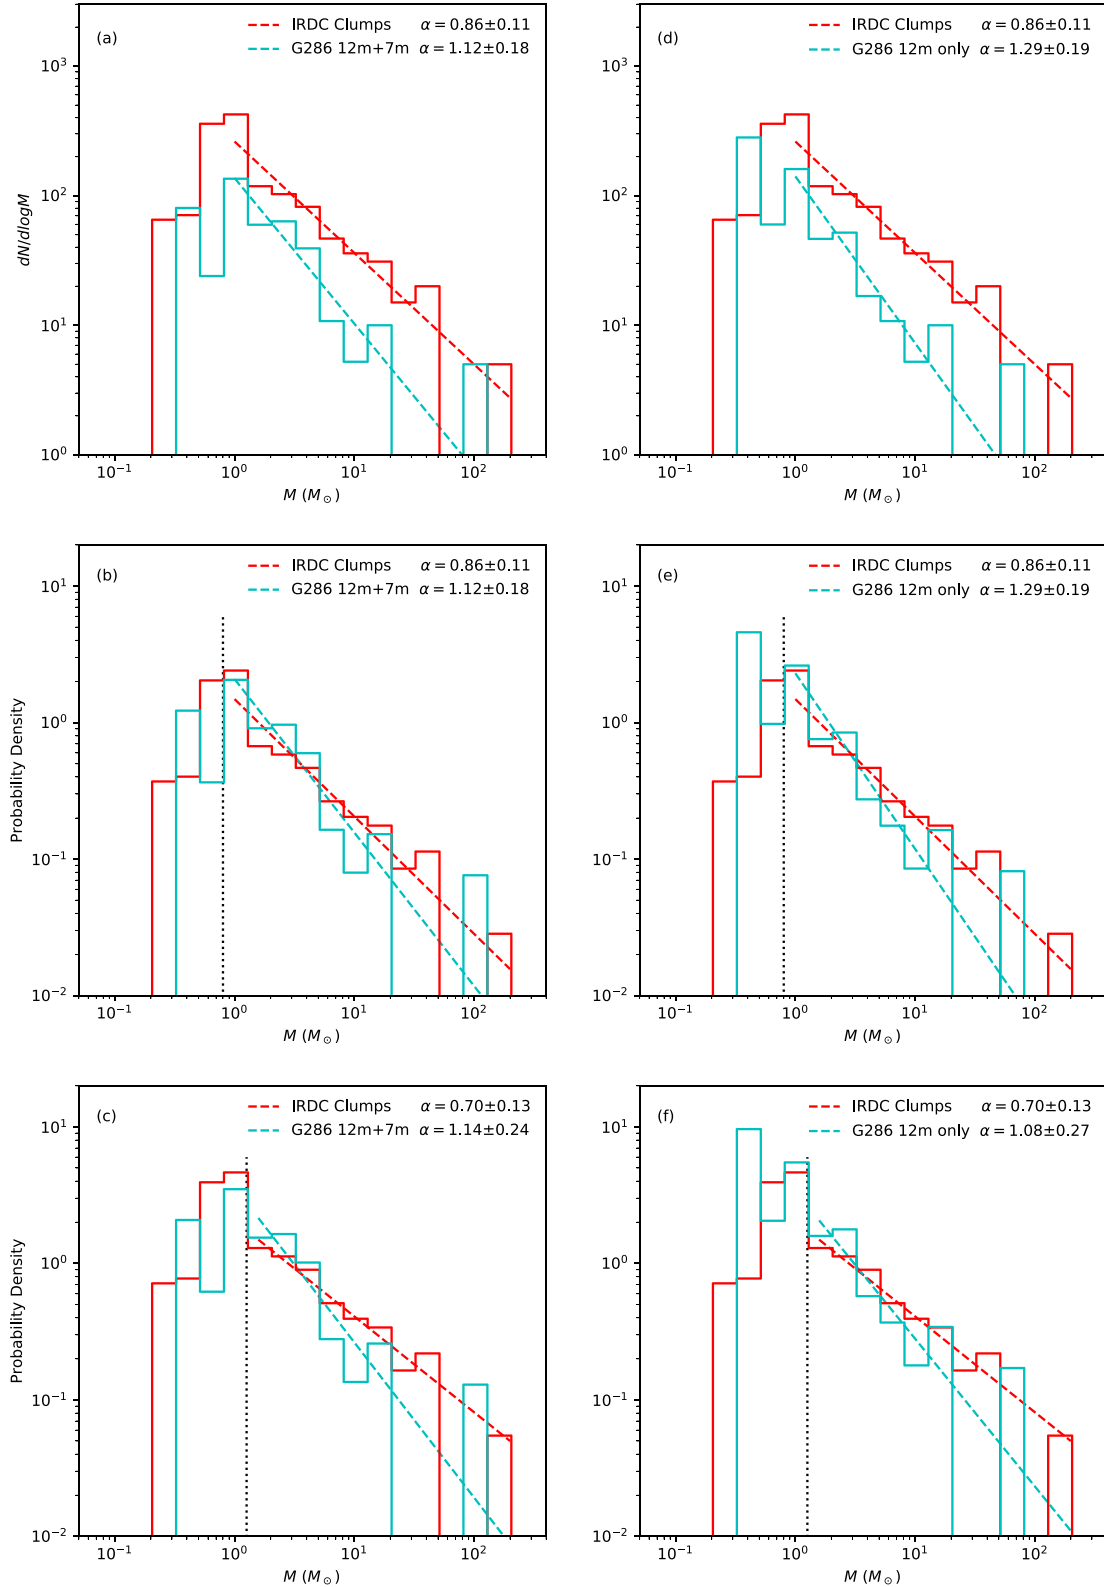 (a)
IRDC Clumps α = 0.86±0.11
G286 12m+7m α = 1.12±0.18
10³
10²
10¹
10⁰
dN/dlogM
10⁻¹ 10⁰ 10¹ 10²
M (M⊙)
(d)
IRDC Clumps α = 0.86±0.11
G286 12m only α = 1.29±0.19
10³
10²
10¹
10⁰
10⁻¹ 10⁰ 10¹ 10²
M (M⊙)
(b)
IRDC Clumps α = 0.86±0.11
G286 12m+7m α = 1.12±0.18
10¹
10⁰
10⁻¹
10⁻²
Probability Density
10⁻¹ 10⁰ 10¹ 10²
M (M⊙)
(e)
IRDC Clumps α = 0.86±0.11
G286 12m only α = 1.29±0.19
10¹
10⁰
10⁻¹
10⁻²
10⁻¹ 10⁰ 10¹ 10²
M (M⊙)
(c)
IRDC Clumps α = 0.70±0.13
G286 12m+7m α = 1.14±0.24
10¹
10⁰
10⁻¹
10⁻²
Probability Density
10⁻¹ 10⁰ 10¹ 10²
M (M⊙)
(f)
IRDC Clumps α = 0.70±0.13
G286 12m only α = 1.08±0.27
10¹
10⁰
10⁻¹
10⁻²
10⁻¹ 10⁰ 10¹ 10²
M (M⊙)